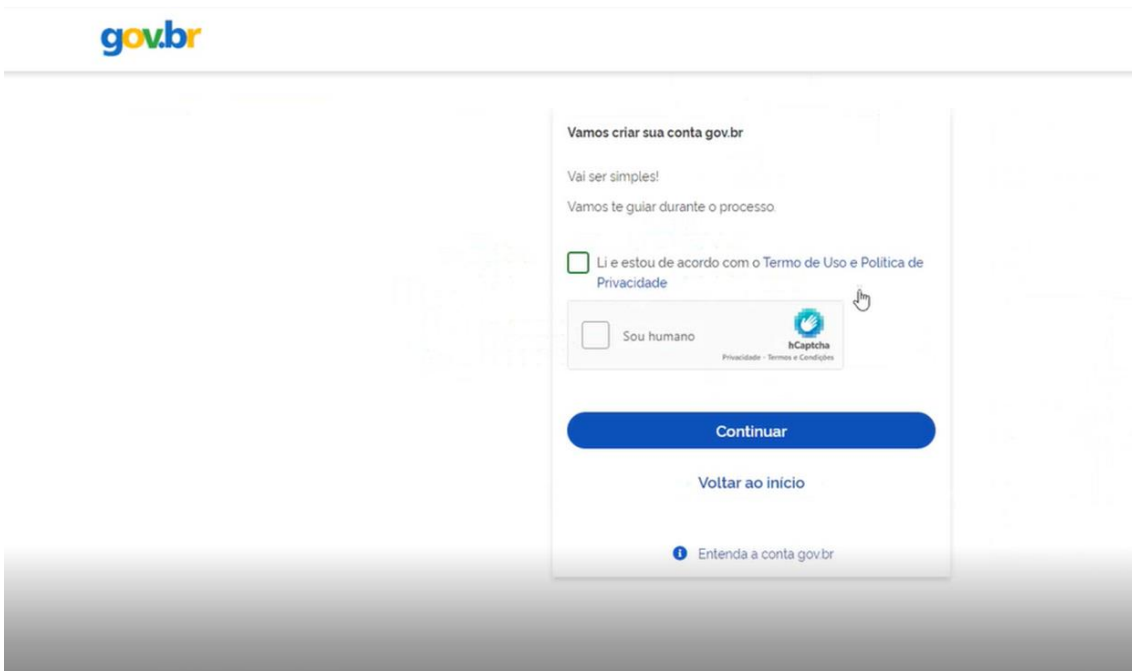 gov.br
Vamos criar sua conta gov.br
Vai ser simples!
Vamos te guiar durante o processo.
Li e estou de acordo com o Termo de Uso e Política de
Privacidade
Sou humano
hCaptcha
Privacidade - Termos e Condições
Continuar
Voltar ao início
Entenda a conta gov.br